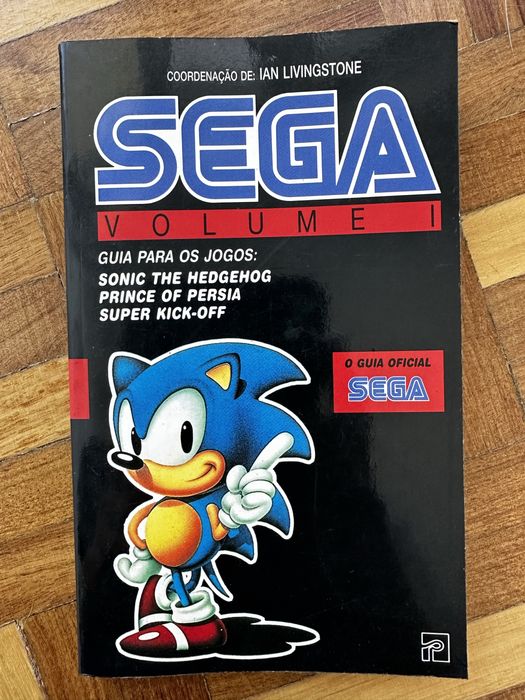 COORDENAÇÃO DE: IAN LIVINGSTONE
SEGA
VOLUME I
GUIA PARA OS JOGOS:
SONIC THE HEDGEHOG
PRINCE OF PERSIA
SUPER KICK-OFF
O GUIA OFICIAL
SEGA